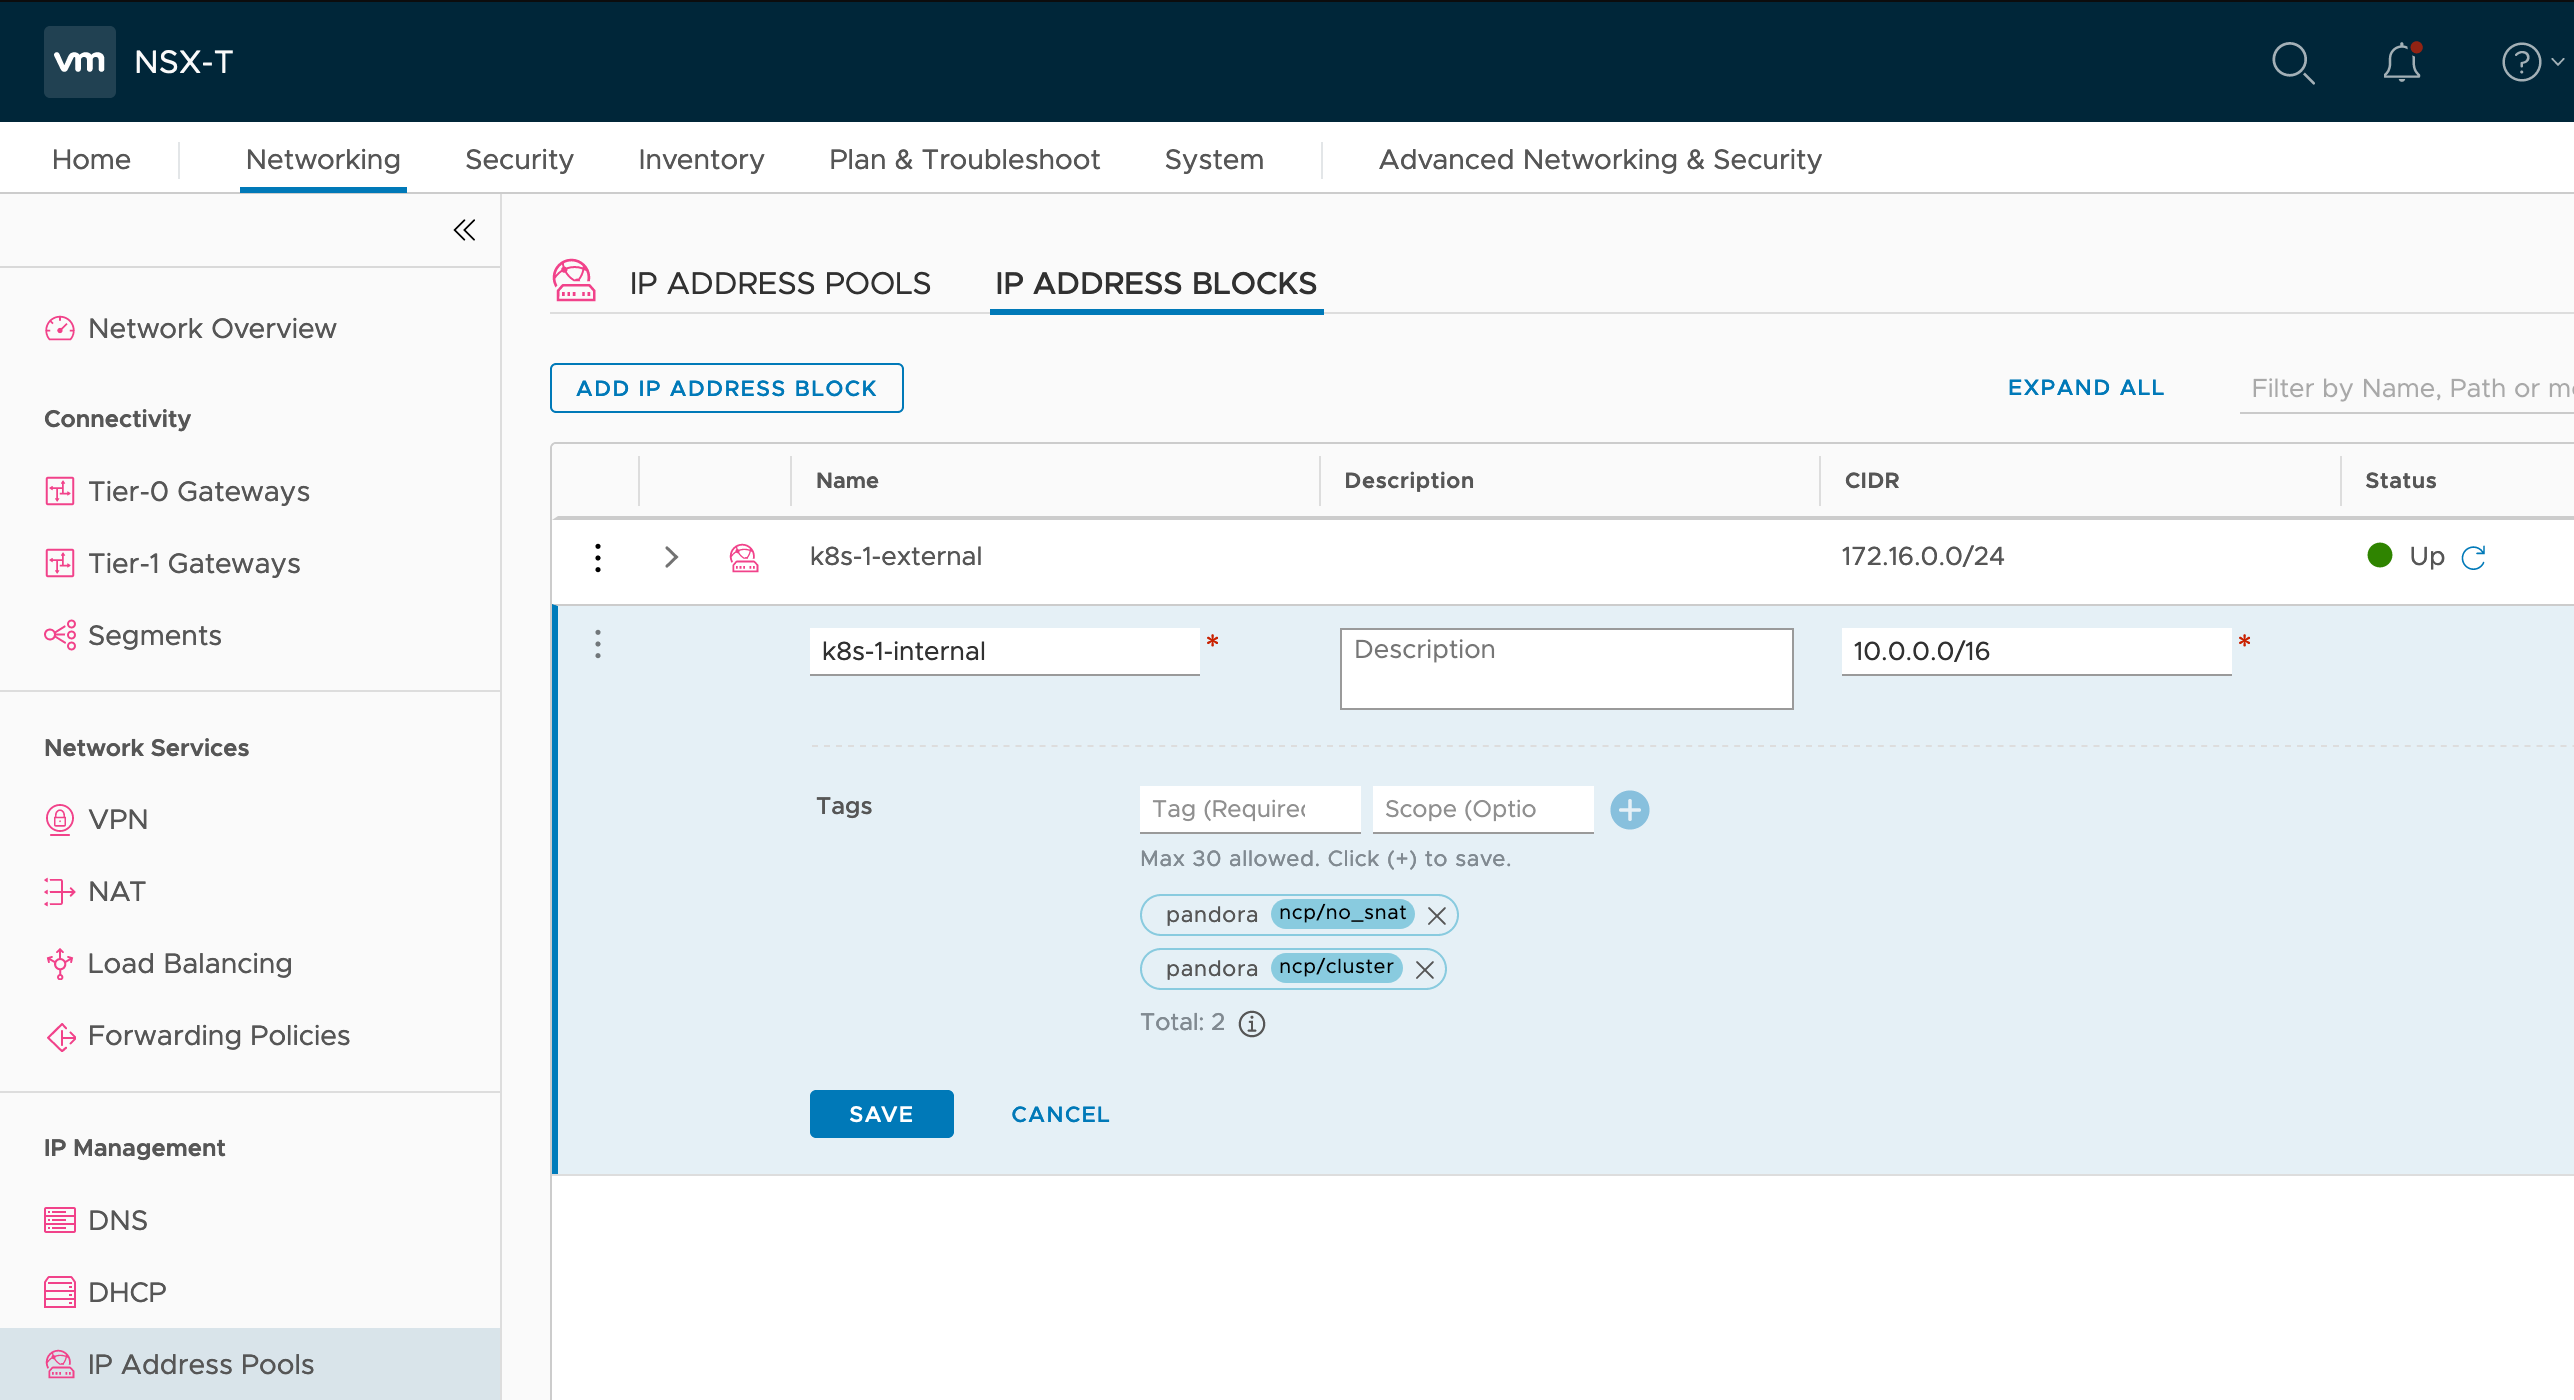 vm NSX-T
Home Networking Security Inventory Plan & Troubleshoot System Advanced Networking & Security
Network Overview
Connectivity
Tier-0 Gateways
Tier-1 Gateways
Segments
Network Services
VPN
NAT
Load Balancing
Forwarding Policies
IP Management
DNS
DHCP
IP Address Pools
IP ADDRESS POOLS IP ADDRESS BLOCKS
ADD IP ADDRESS BLOCK EXPAND ALL Filter by Name, Path or
Name Description CIDR Status
k8s-1-external 172.16.0.0/24 Up
k8s-1-internal * Description 10.0.0.0/16 *
Tags Tag (Required Scope (Optio
Max 30 allowed. Click (+) to save.
pandora ncp/no_snat
pandora ncp/cluster
Total: 2
SAVE CANCEL